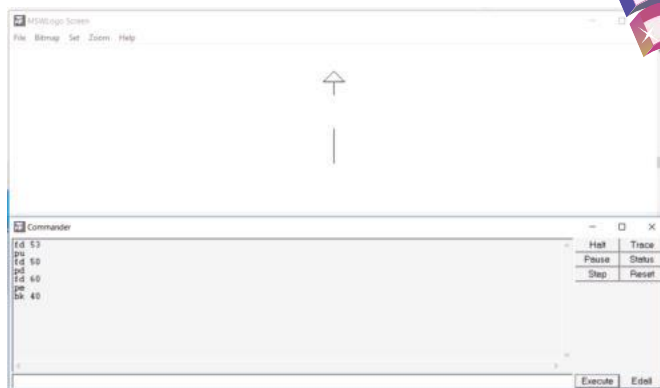 MSWLogo Screen
File Bitmap Set Zoom Help
Commander
fd 53
pu
fd 50
pd
fd 60
pe
bk 40
Halt Trace
Pause Status
Step Reset
Execute Edall